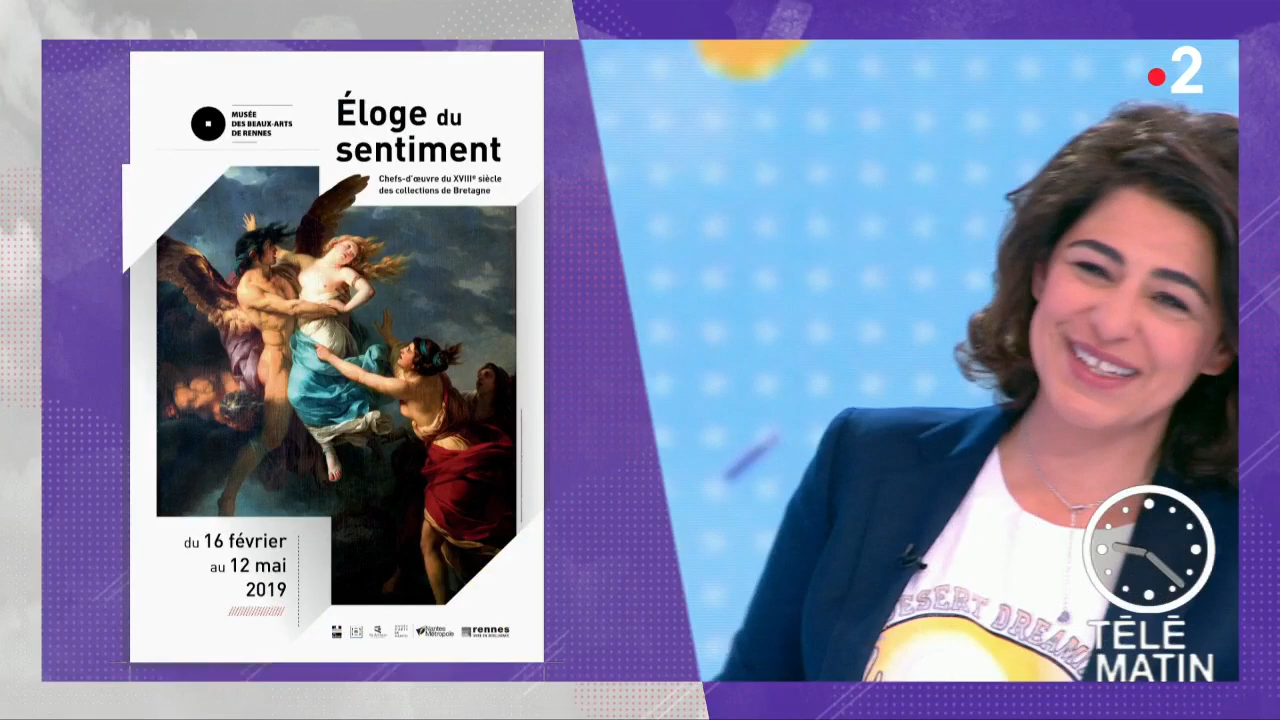 MUSÉE
DES BEAUX-ARTS
DE RENNES
Éloge du
sentiment
Chefs-d'œuvre du XVIIIe siècle
des collections de Bretagne
du 16 février
au 12 mai
2019
Nantes
Métropole
rennes
2
DESERT DREAM
TÉLÉ
MATIN